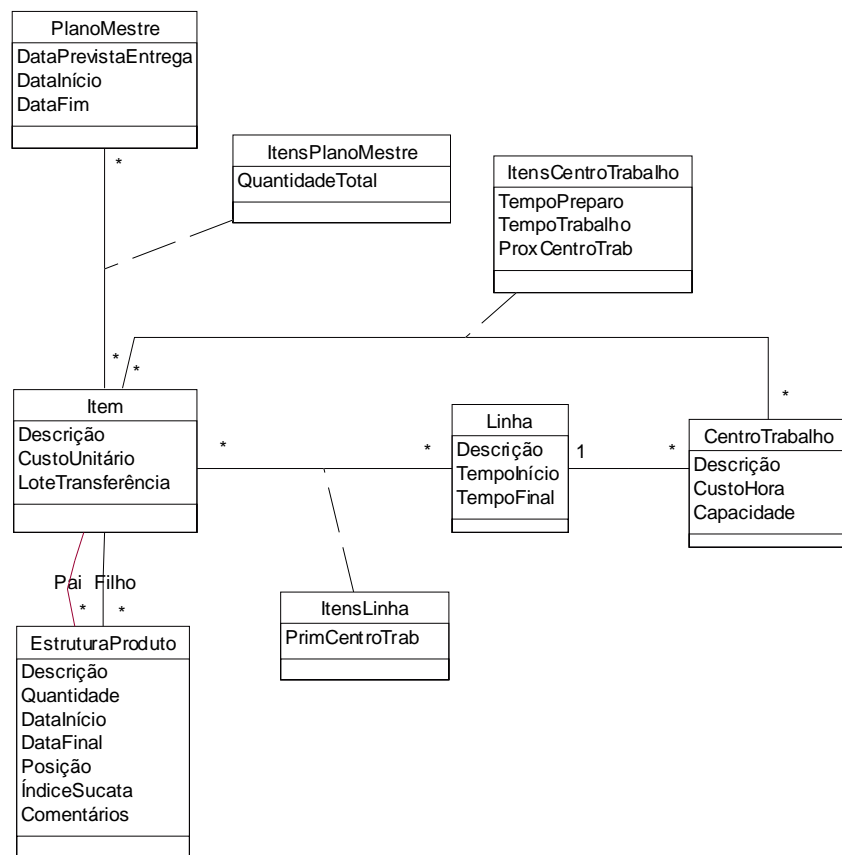 PlanoMestre
DataPrevistaEntrega
DataInício
DataFim
*
ItensPlanoMestre
QuantidadeTotal
ItensCentroTrabalho
TempoPreparo
TempoTrabalho
ProxCentroTrab
*
*
*
Item
Descrição
CustoUnitário
LoteTransferência
*
*
Linha
Descrição
TempoInício
TempoFinal
1
*
CentroTrabalho
Descrição
CustoHora
Capacidade
Pai Filho
* *
EstruturaProduto
Descrição
Quantidade
DataInício
DataFinal
Posição
ÍndiceSucata
Comentários
ItensLinha
PrimCentroTrab